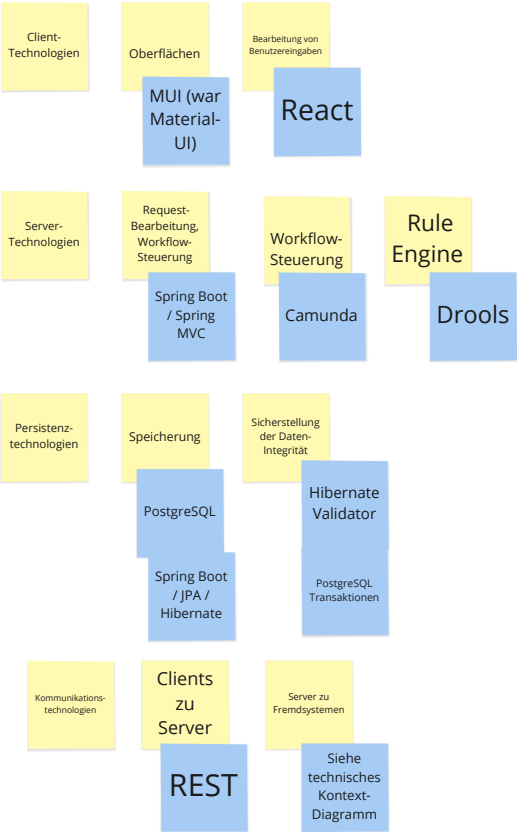 Client-
Technologien
Oberflächen
Bearbeitung von
Benutzereingaben
MUI (war
Material-
UI)
React
Server-
Technologien
Request-
Bearbeitung,
Workflow-
Steuerung
Workflow-
Steuerung
Rule
Engine
Spring Boot
/ Spring
MVC
Camunda
Drools
Persistenz-
technologien
Speicherung
Sicherstellung
der Daten-
Integrität
PostgreSQL
Hibernate
Validator
Spring Boot
/ JPA /
Hibernate
PostgreSQL
Transaktionen
Kommunikations-
technologien
Clients
zu
Server
Server zu
Fremdsystemen
REST
Siehe
technisches
Kontext-
Diagramm